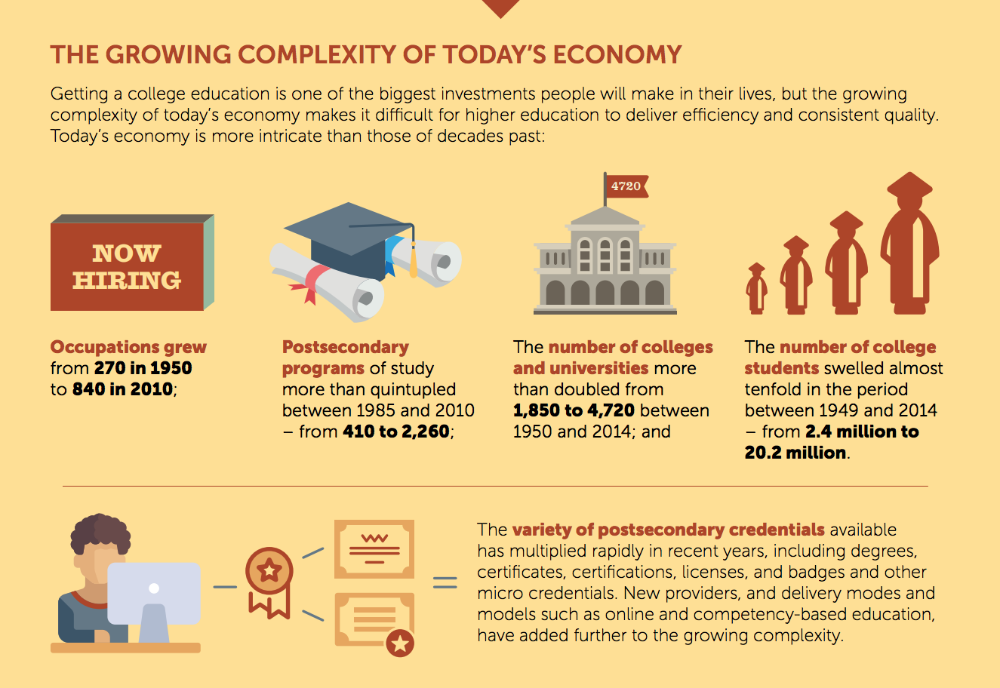 THE GROWING COMPLEXITY OF TODAY’S ECONOMY
Getting a college education is one of the biggest investments people will make in their lives, but the growing
complexity of today’s economy makes it difficult for higher education to deliver efficiency and consistent quality.
Today’s economy is more intricate than those of decades past:
NOW
HIRING
Occupations grew
from 270 in 1950
to 840 in 2010;
Postsecondary
programs of study
more than quintupled
between 1985 and 2010
– from 410 to 2,260;
4720
The number of colleges
and universities more
than doubled from
1,850 to 4,720 between
1950 and 2014; and
The number of college
students swelled almost
tenfold in the period
between 1949 and 2014
– from 2.4 million to
20.2 million.
The variety of postsecondary credentials available
has multiplied rapidly in recent years, including degrees,
certificates, certifications, licenses, and badges and other
micro credentials. New providers, and delivery modes and
models such as online and competency-based education,
have added further to the growing complexity.